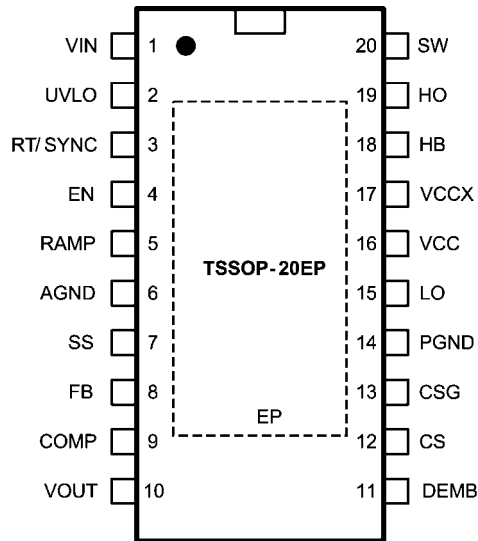 VIN 1 20 SW
UVLO 2 19 HO
RT/SYNC 3 18 HB
EN 4 17 VCCX
RAMP 5 16 VCC
TSSOP-20EP
AGND 6 15 LO
SS 7 14 PGND
FB 8 13 CSG
EP
COMP 9 12 CS
VOUT 10 11 DEMB